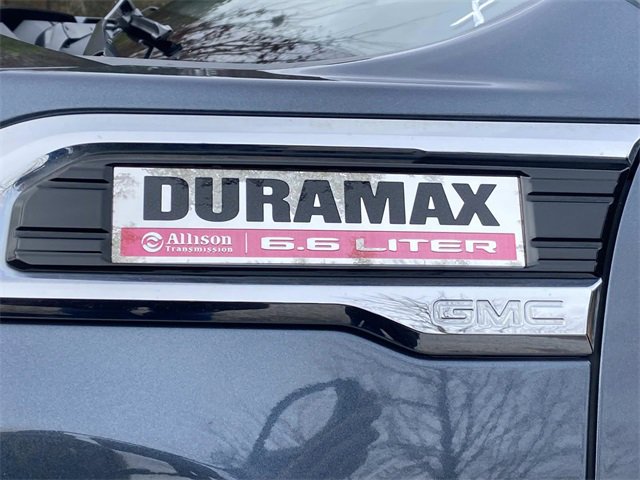 DURAMAX
Allison
Transmission
6.6 LITER
GMC